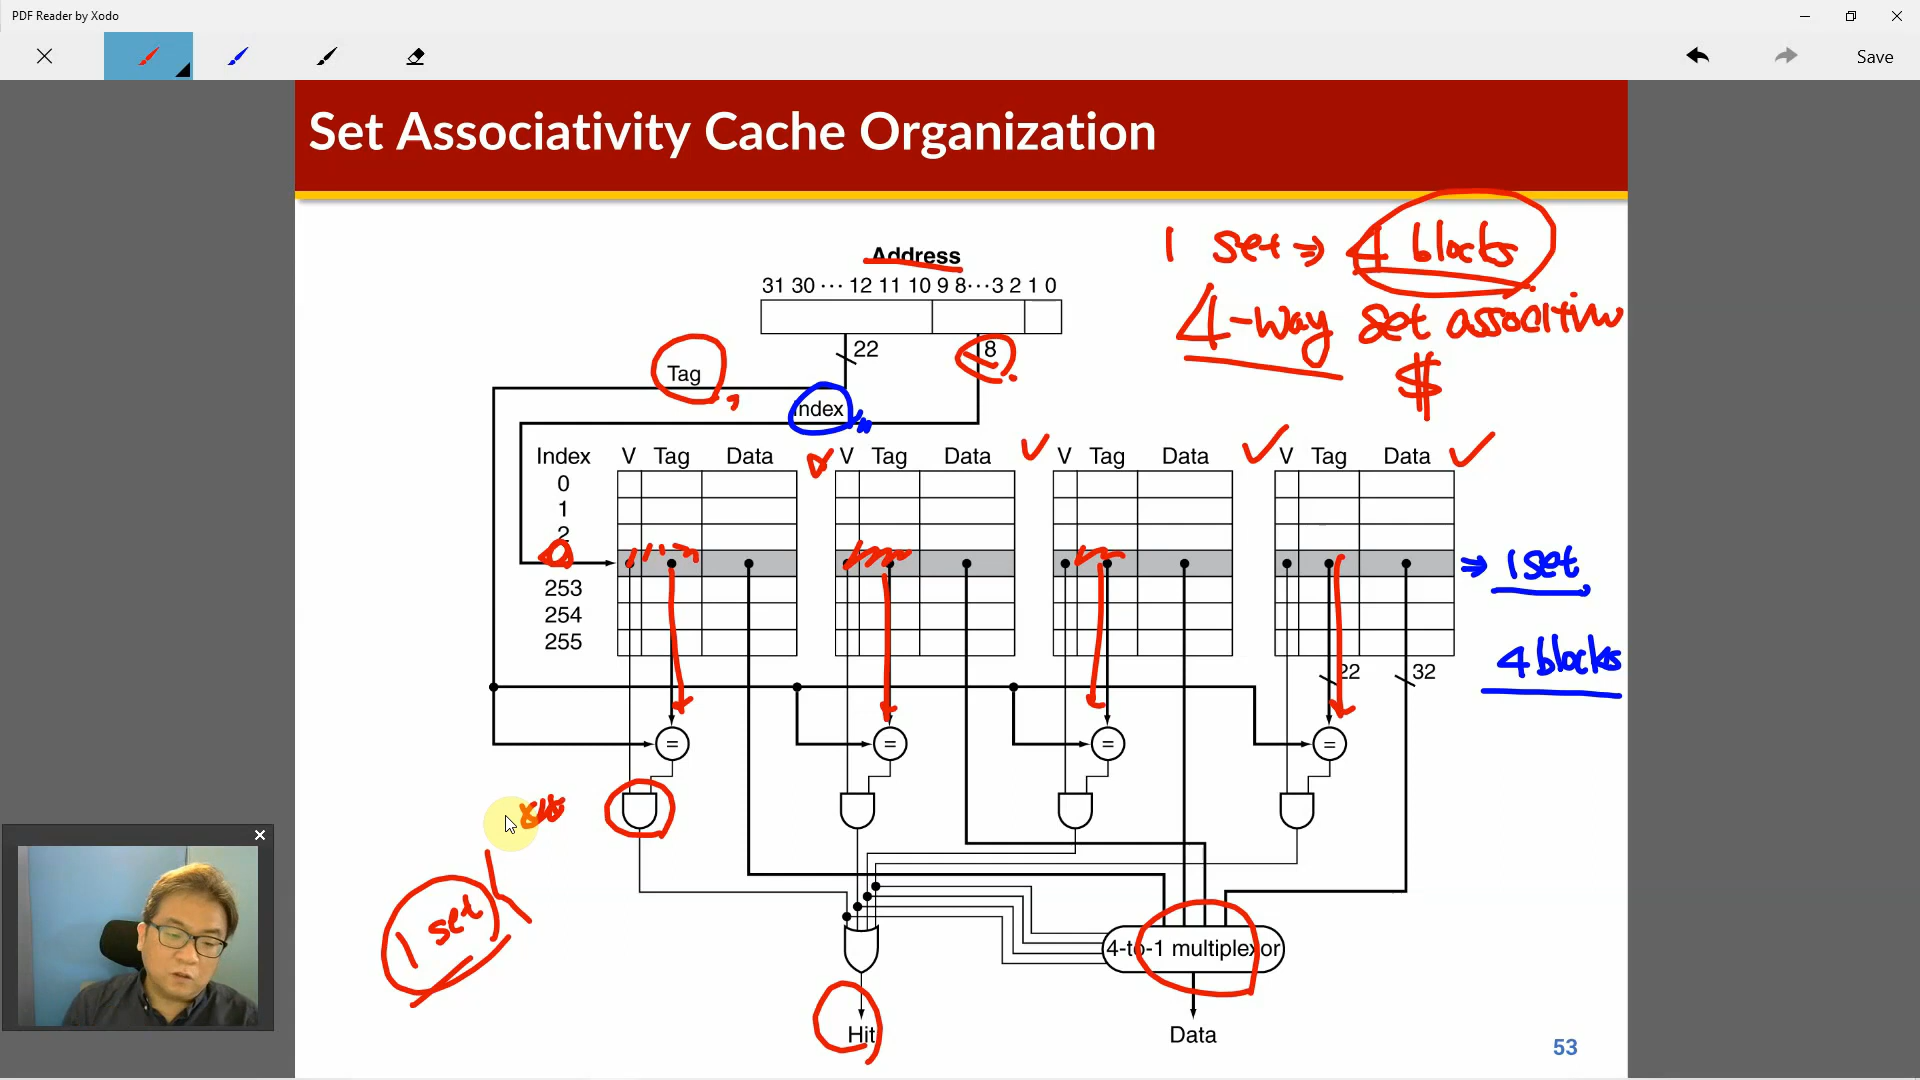 PDF Reader by Xodo
Save
Set Associativity Cache Organization
1 set ⇒ 4 blocks
Address
31 30 ··· 12 11 10 9 8···3 2 1 0
4-way set associtiw
$
22
8
Tag
Index
Index V Tag Data V Tag Data V Tag Data V Tag Data
0
1
2
⇒ 1set
253
254
255
4 blocks
22 32
= = = =
1 set
4-to-1 multiplexor
Hit
Data
53